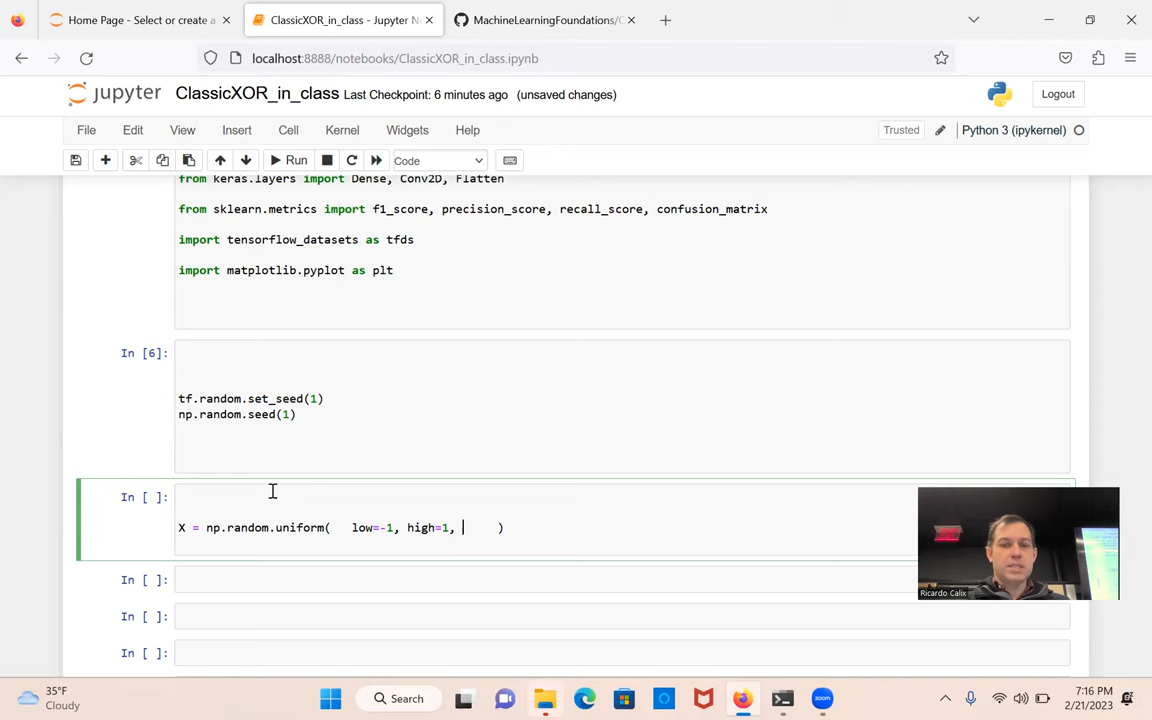 Home Page - Select or create a
ClassicXOR_in_class - Jupyter N
MachineLearningFoundations/C
localhost:8888/notebooks/ClassicXOR_in_class.ipynb
jupyter ClassicXOR_in_class Last Checkpoint: 6 minutes ago (unsaved changes)
Logout
File Edit View Insert Cell Kernel Widgets Help
Trusted
Python 3 (ipykernel)
Run
Code
from keras.layers import Dense, Conv2D, Flatten
from sklearn.metrics import f1_score, precision_score, recall_score, confusion_matrix
import tensorflow_datasets as tfds
import matplotlib.pyplot as plt
In [6]:
tf.random.set_seed(1)
np.random.seed(1)
In [ ]:
X = np.random.uniform(   low=-1, high=1,      )
Ricardo Calix
In [ ]:
In [ ]:
In [ ]:
35°F
Cloudy
Search
7:16 PM
2/21/2023